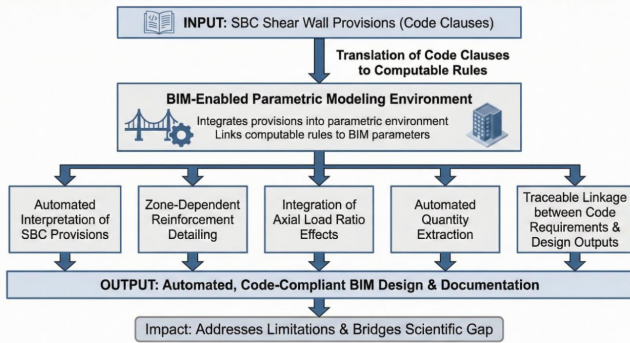 INPUT: SBC Shear Wall Provisions (Code Clauses)
Translation of Code Clauses
to Computable Rules
BIM-Enabled Parametric Modeling Environment
Integrates provisions into parametric environment
Links computable rules to BIM parameters
Automated
Interpretation of
SBC Provisions
Zone-Dependent
Reinforcement
Detailing
Integration of
Axial Load Ratio
Effects
Automated
Quantity
Extraction
Traceable Linkage
between Code
Requirements &
Design Outputs
OUTPUT: Automated, Code-Compliant BIM Design & Documentation
Impact: Addresses Limitations & Bridges Scientific Gap